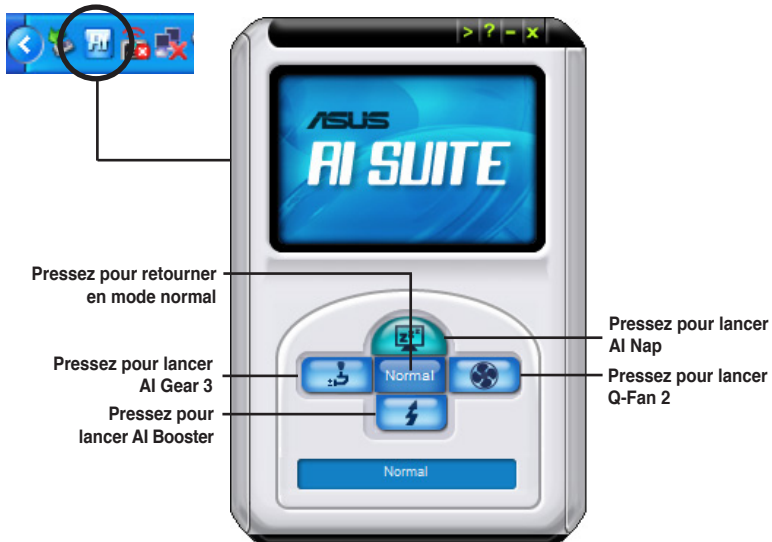 > ? - x
ASUS
AI SUITE
Pressez pour retourner
en mode normal
Pressez pour lancer
AI Nap
Pressez pour lancer
AI Gear 3
Normal
Pressez pour lancer
Q-Fan 2
Pressez pour
lancer AI Booster
Normal